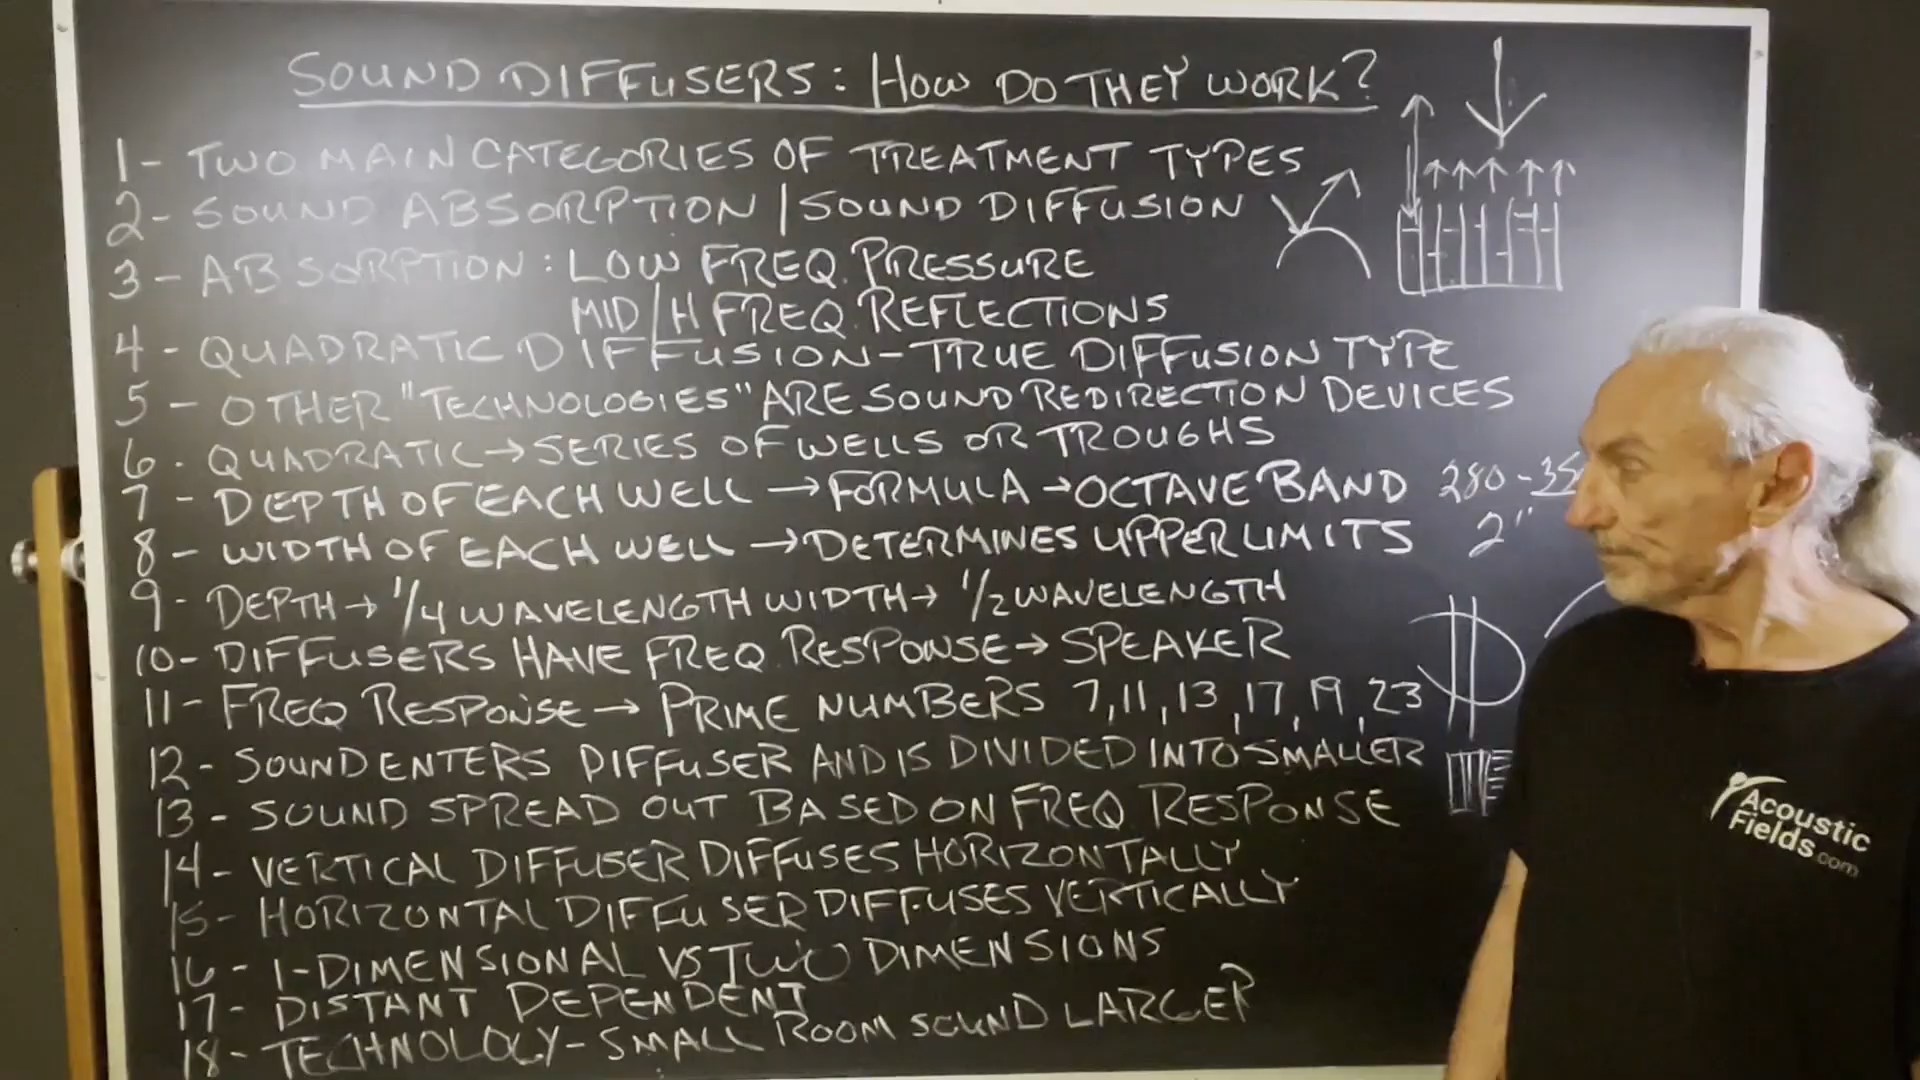 SOUND DIFFUSERS: HOW DO THEY WORK?
1- TWO MAIN CATEGORIES OF TREATMENT TYPES
2- SOUND ABSORPTION / SOUND DIFFUSION
3- ABSORPTION: LOW FREQ. PRESSURE
MID/H FREQ. REFLECTIONS
4- QUADRATIC DIFFUSION-TRUE DIFFUSION TYPE
5- OTHER "TECHNOLOGIES" ARE SOUND REDIRECTION DEVICES
6. QUADRATIC→SERIES OF WELLS OR TROUGHS
7- DEPTH OF EACH WELL →FORMULA→OCTAVE BAND 280-35
8- WIDTH OF EACH WELL →DETERMINES UPPER LIMITS 2"
9- DEPTH→ 1/4 WAVELENGTH WIDTH→ 1/2 WAVELENGTH
10- DIFFUSERS HAVE FREQ. RESPONSE→ SPEAKER
11- FREQ RESPONSE→ PRIME NUMBERS 7,11,13,17,19,23
12- SOUND ENTERS DIFFUSER AND IS DIVIDED INTO SMALLER
13- SOUND SPREAD OUT BASED ON FREQ RESPONSE
14- VERTICAL DIFFUSER DIFFUSES HORIZONTALLY
15- HORIZONTAL DIFFUSER DIFFUSES VERTICALLY
16- 1-DIMENSIONAL VS TWO DIMENSIONS
17- DISTANT DEPENDENT
18- TECHNOLOGY- SMALL ROOM SOUND LARGER
Acoustic
Fields.com